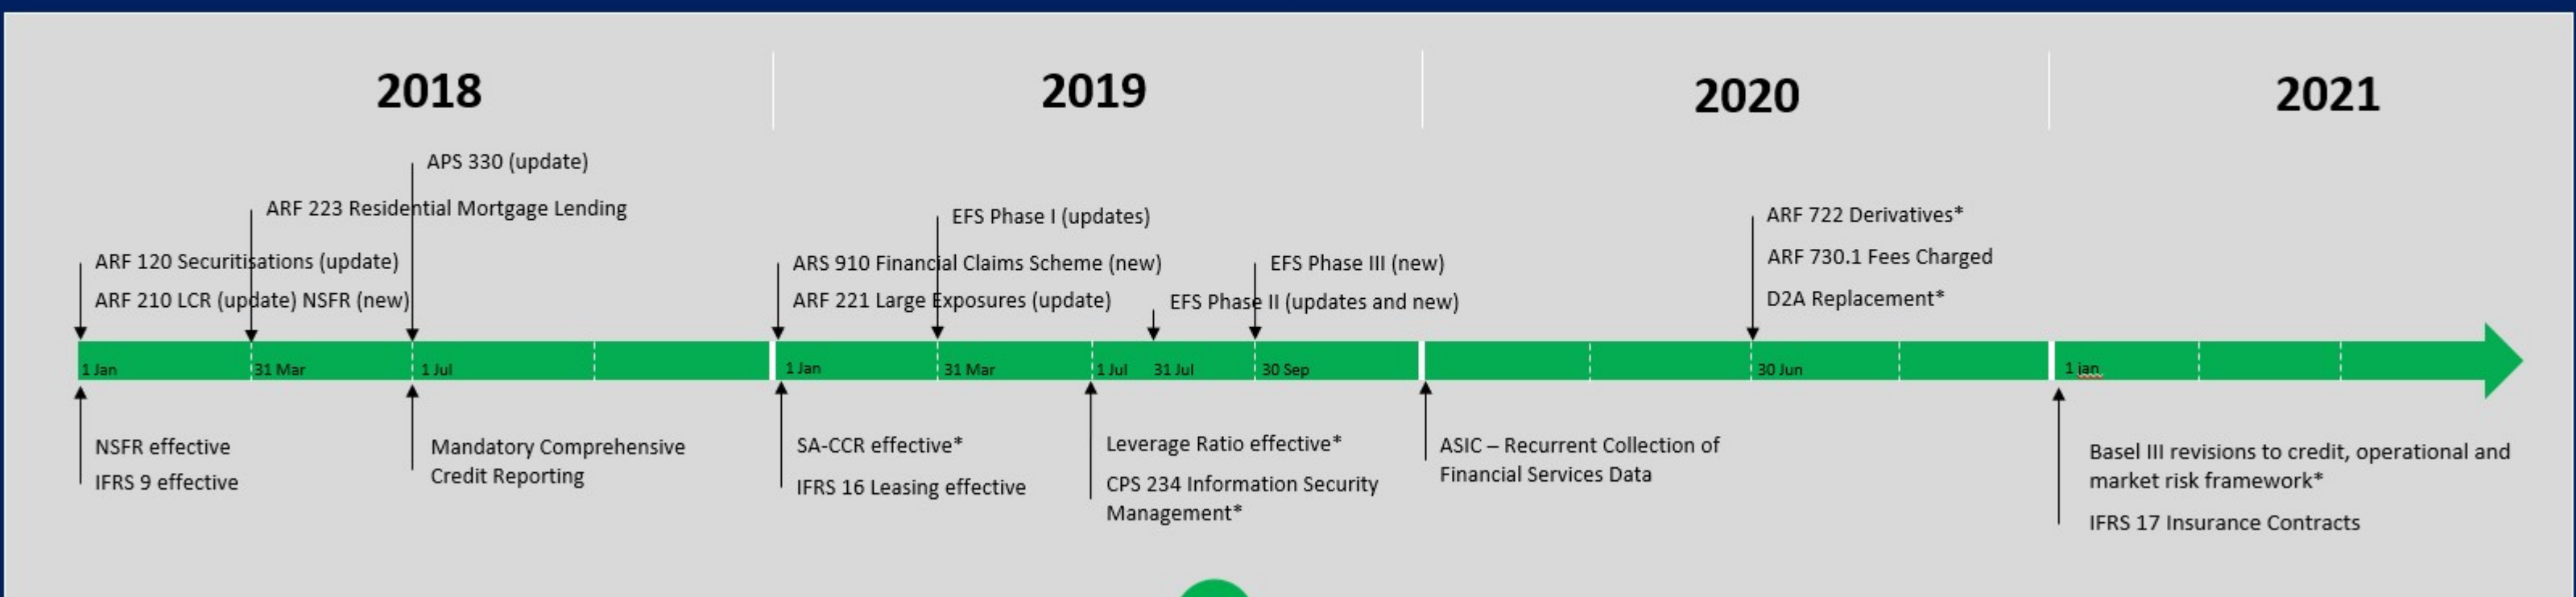 2018
2019
2020
2021
APS 330 (update)
ARF 223 Residential Mortgage Lending
ARF 120 Securitisations (update)
ARF 210 LCR (update) NSFR (new)
EFS Phase I (updates)
ARS 910 Financial Claims Scheme (new)
ARF 221 Large Exposures (update)
EFS Phase III (new)
EFS Phase II (updates and new)
ARF 722 Derivatives*
ARF 730.1 Fees Charged
D2A Replacement*
1 Jan
31 Mar
1 Jul
1 Jan
31 Mar
1 Jul
31 Jul
30 Sep
30 Jun
1 jan
NSFR effective
IFRS 9 effective
Mandatory Comprehensive
Credit Reporting
SA-CCR effective*
IFRS 16 Leasing effective
Leverage Ratio effective*
CPS 234 Information Security
Management*
ASIC – Recurrent Collection of
Financial Services Data
Basel III revisions to credit, operational and
market risk framework*
IFRS 17 Insurance Contracts